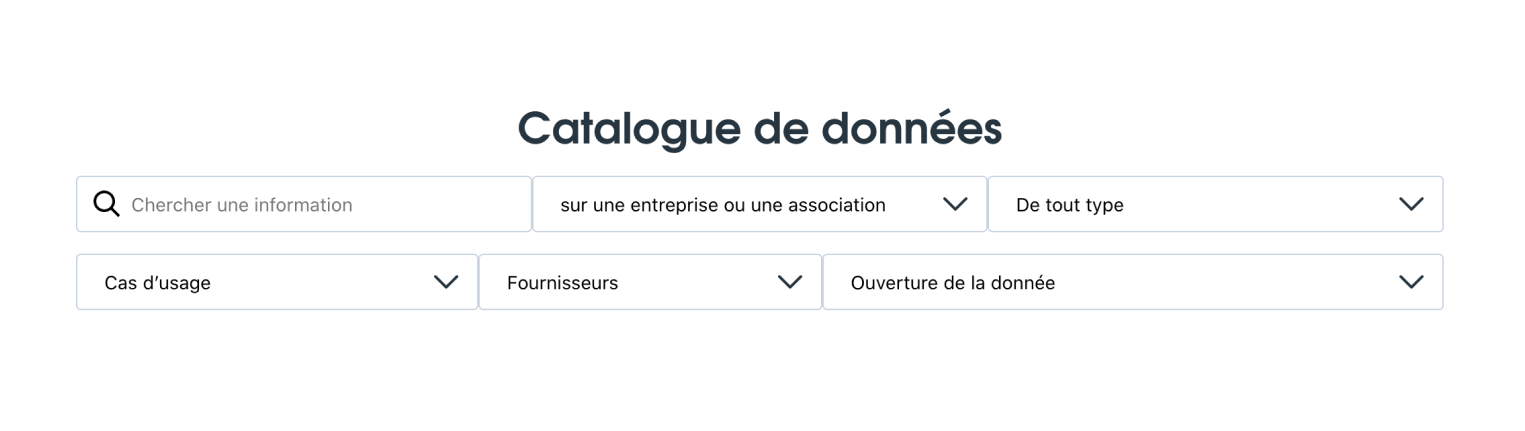 Catalogue de données
Chercher une information
sur une entreprise ou une association
De tout type
Cas d’usage
Fournisseurs
Ouverture de la donnée